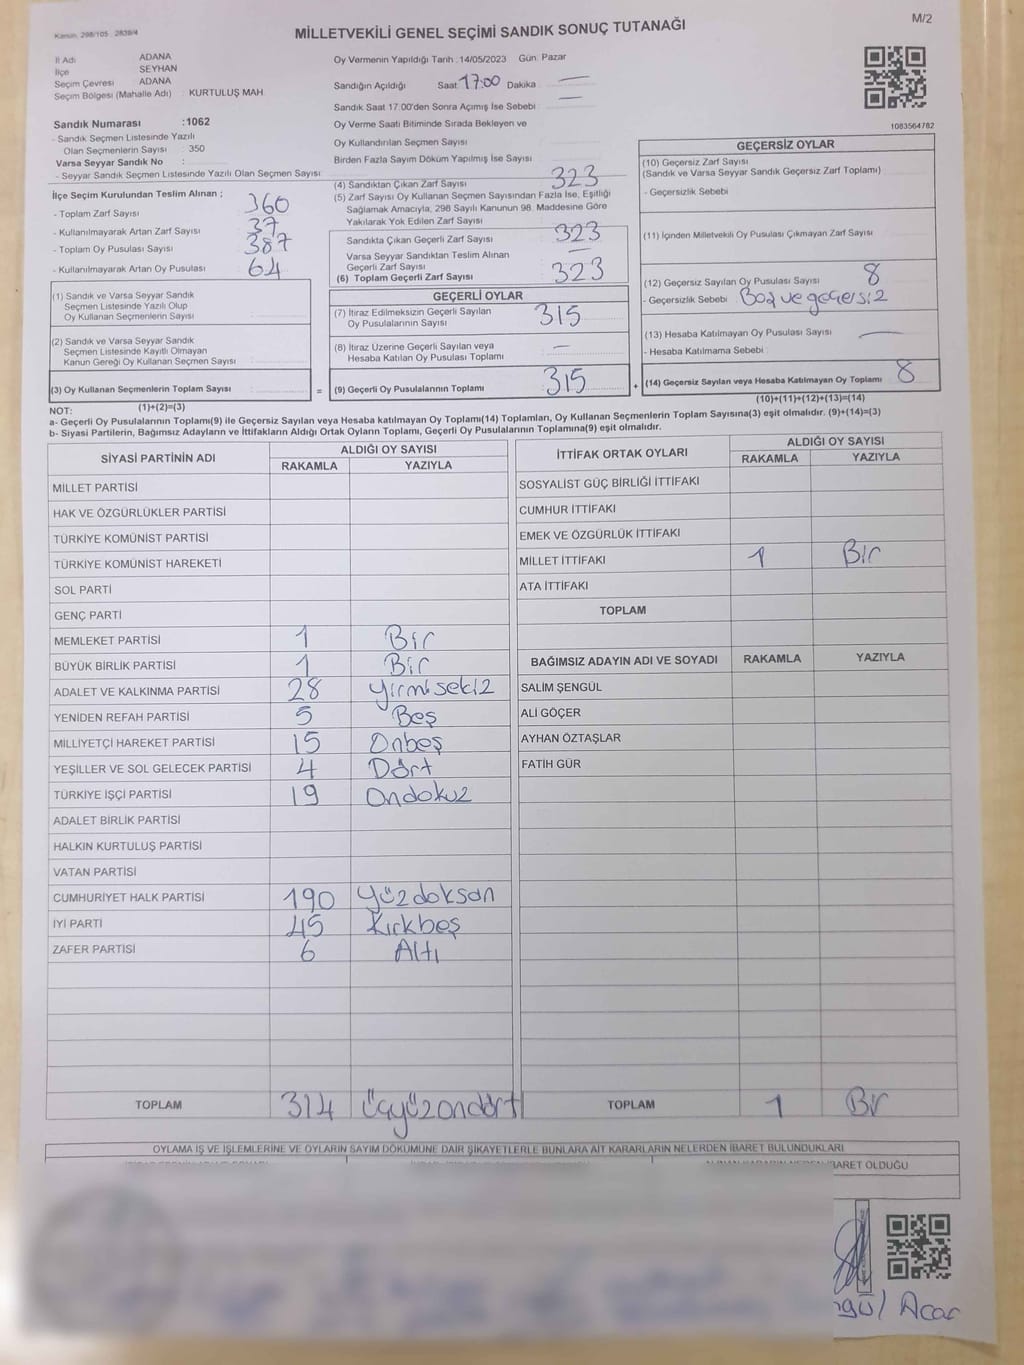 Kanun. 298/105 2839/4
MİLLETVEKİLİ GENEL SEÇİMİ SANDIK SONUÇ TUTANAĞI
M/2
İl Adı ADANA
İlçe SEYHAN
Seçim Çevresi ADANA
Seçim Bölgesi (Mahalle Adı) : KURTULUŞ MAH.
Sandık Numarası :1062
- Sandık Seçmen Listesinde Yazılı
Olan Seçmenlerin Sayısı : 350
Varsa Seyyar Sandık No :
- Seyyar Sandık Seçmen Listesinde Yazılı Olan Seçmen Sayısı :
Oy Vermenin Yapıldığı Tarih :14/05/2023 Gün: Pazar
Sandığın Açıldığı Saat: 17:00 Dakika : —
Sandık Saat 17.00'den Sonra Açımış İse Sebebi : —
Oy Verme Saati Bitiminde Sırada Bekleyen ve
Oy Kullandırılan Seçmen Sayısı
Birden Fazla Sayım Döküm Yapılmış İse Sayısı
1083564782
İlçe Seçim Kurulundan Teslim Alınan ;
- Toplam Zarf Sayısı 360
- Kullanılmayarak Artan Zarf Sayısı 37
- Toplam Oy Pusulası Sayısı 387
- Kullanılmayarak Artan Oy Pusulası 64
(1) Sandık ve Varsa Seyyar Sandık
Seçmen Listesinde Yazılı Olup
Oy Kullanan Seçmenlerin Sayısı :
(2) Sandık ve Varsa Seyyar Sandık
Seçmen Listesinde Kayıtlı Olmayan
Kanun Gereği Oy Kullanan Seçmen Sayısı :
(3) Oy Kullanan Seçmenlerin Toplam Sayısı :
(1)+(2)=(3)
(4) Sandıktan Çıkan Zarf Sayısı 323
(5) Zarf Sayısı Oy Kullanan Seçmen Sayısından Fazla İse, Eşitliği
Sağlamak Amacıyla, 298 Sayılı Kanunun 98. Maddesine Göre
Yakılarak Yok Edilen Zarf Sayısı
Sandıkta Çıkan Geçerli Zarf Sayısı 323
Varsa Seyyar Sandıktan Teslim Alınan
Geçerli Zarf Sayısı —
(6) Toplam Geçerli Zarf Sayısı 323
GEÇERLİ OYLAR
(7) İtiraz Edilmeksizin Geçerli Sayılan
Oy Pusulalarının Sayısı 315
(8) İtiraz Üzerine Geçerli Sayılan veya
Hesaba Katılan Oy Pusulası Toplamı —
= (9) Geçerli Oy Pusulalarının Toplamı 315 +
GEÇERSİZ OYLAR
(10) Geçersiz Zarf Sayısı
(Sandık ve Varsa Seyyar Sandık Geçersiz Zarf Toplamı)
- Geçersizlik Sebebi
(11) İçinden Milletvekili Oy Pusulası Çıkmayan Zarf Sayısı
(12) Geçersiz Sayılan Oy Pusulası Sayısı 8
- Geçersizlik Sebebi : Boş ve geçersiz
(13) Hesaba Katılmayan Oy Pusulası Sayısı —
- Hesaba Katılmama Sebebi :
(14) Geçersiz Sayılan veya Hesaba Katılmayan Oy Toplamı 8
(10)+(11)+(12)+(13)=(14)
NOT:
a- Geçerli Oy Pusulalarının Toplamı(9) ile Geçersiz Sayılan veya Hesaba katılmayan Oy Toplamı(14) Toplamları, Oy Kullanan Seçmenlerin Toplam Sayısına(3) eşit olmalıdır. (9)+(14)=(3)
b- Siyasi Partilerin, Bağımsız Adayların ve İttifakların Aldığı Ortak Oyların Toplamı, Geçerli Oy Pusulalarının Toplamına(9) eşit olmalıdır.
SİYASİ PARTİNİN ADI ALDIĞI OY SAYISI
RAKAMLA YAZIYLA
MİLLET PARTİSİ
HAK VE ÖZGÜRLÜKLER PARTİSİ
TÜRKİYE KOMÜNİST PARTİSİ
TÜRKİYE KOMÜNİST HAREKETİ
SOL PARTİ
GENÇ PARTİ
MEMLEKET PARTİSİ 1 Bir
BÜYÜK BİRLİK PARTİSİ 1 Bir
ADALET VE KALKINMA PARTİSİ 28 Yirmisekiz
YENİDEN REFAH PARTİSİ 5 Beş
MİLLİYETÇİ HAREKET PARTİSİ 15 Onbeş
YEŞİLLER VE SOL GELECEK PARTİSİ 4 Dört
TÜRKİYE İŞÇİ PARTİSİ 19 Ondokuz
ADALET BİRLİK PARTİSİ
HALKIN KURTULUŞ PARTİSİ
VATAN PARTİSİ
CUMHURİYET HALK PARTİSİ 190 Yüzdoksan
İYİ PARTİ 45 Kırkbeş
ZAFER PARTİSİ 6 Altı
TOPLAM 314 Üçyüzondört
İTTİFAK ORTAK OYLARI ALDIĞI OY SAYISI
RAKAMLA YAZIYLA
SOSYALİST GÜÇ BİRLİĞİ İTTİFAKI
CUMHUR İTTİFAKI
EMEK VE ÖZGÜRLÜK İTTİFAKI
MİLLET İTTİFAKI 1 Bir
ATA İTTİFAKI
TOPLAM
BAĞIMSIZ ADAYIN ADI VE SOYADI RAKAMLA YAZIYLA
SALİM ŞENGÜL
ALİ GÖÇER
AYHAN ÖZTAŞLAR
FATİH GÜR
TOPLAM 1 Bir
OYLAMA İŞ VE İŞLEMLERİNE VE OYLARIN SAYIM DÖKÜMÜNE DAİR ŞİKAYETLERLE BUNLARA AİT KARARLARIN NELERDEN İBARET BULUNDUKLARI
BARET OLDUĞU
ngül Acar